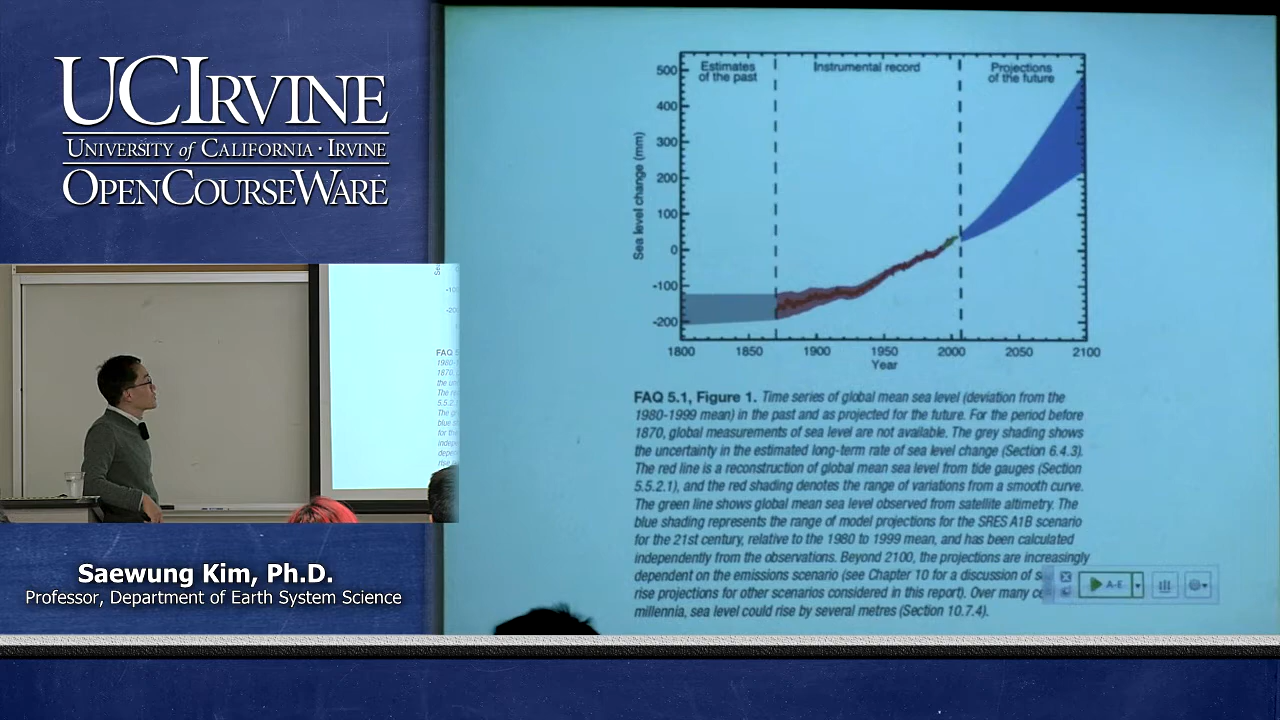 UCIRVINE
UNIVERSITY of CALIFORNIA · IRVINE
OPENCOURSEWARE
Saewung Kim, Ph.D.
Professor, Department of Earth System Science
Estimates
of the past
Instrumental record
Projections
of the future
500
400
300
200
100
0
-100
-200
Sea level change (mm)
1800
1850
1900
1950
2000
2050
2100
Year
FAQ 5.1, Figure 1. Time series of global mean sea level (deviation from the
1980-1999 mean) in the past and as projected for the future. For the period before
1870, global measurements of sea level are not available. The grey shading shows
the uncertainty in the estimated long-term rate of sea level change (Section 6.4.3).
The red line is a reconstruction of global mean sea level from tide gauges (Section
5.5.2.1), and the red shading denotes the range of variations from a smooth curve.
The green line shows global mean sea level observed from satellite altimetry. The
blue shading represents the range of model projections for the SRES A1B scenario
for the 21st century, relative to the 1980 to 1999 mean, and has been calculated
independently from the observations. Beyond 2100, the projections are increasingly
dependent on the emissions scenario (see Chapter 10 for a discussion of s
rise projections for other scenarios considered in this report). Over many ce
millennia, sea level could rise by several metres (Section 10.7.4).
A-E